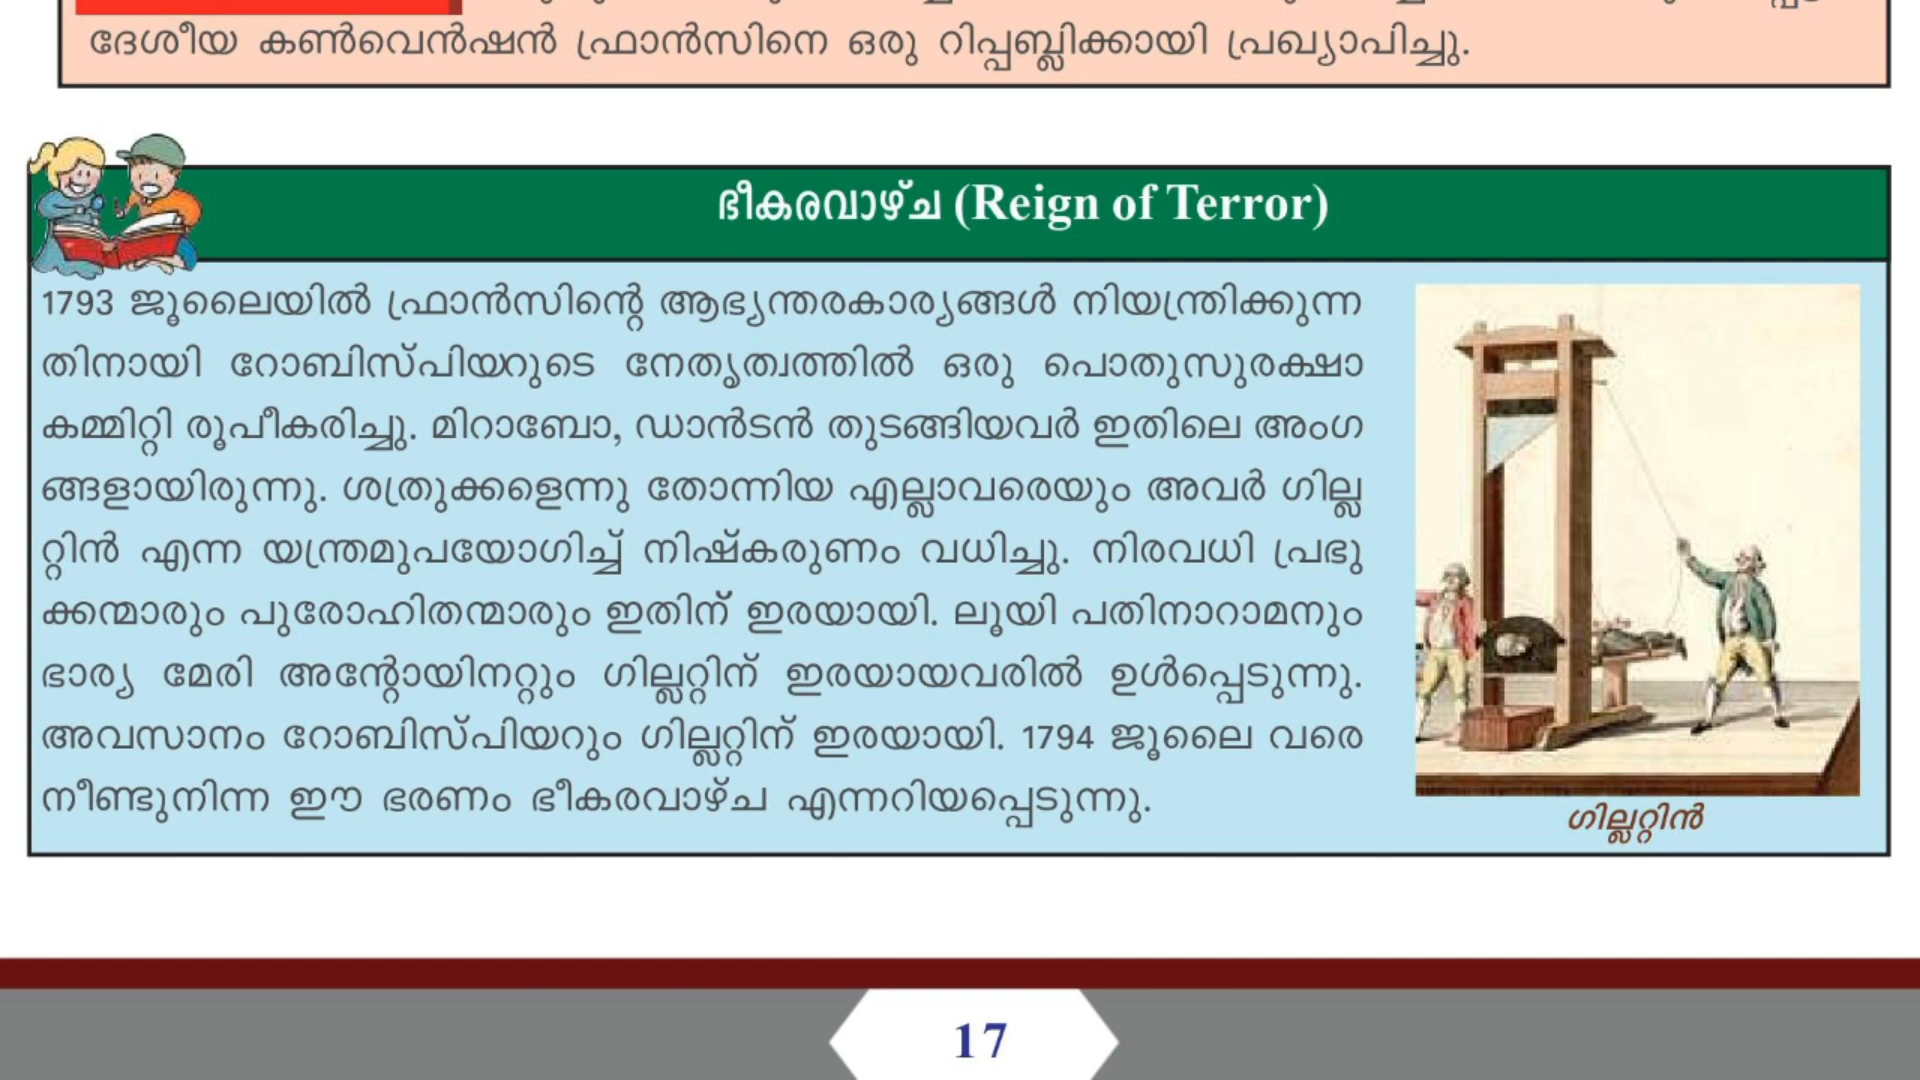 ദേശീയ കൺവെൻഷൻ ഫ്രാൻസിനെ ഒരു റിപ്പബ്ലിക്കായി പ്രഖ്യാപിച്ചു.
ഭീകരവാഴ്ച (Reign of Terror)
1793 ജൂലൈയിൽ ഫ്രാൻസിന്റെ ആഭ്യന്തരകാര്യങ്ങൾ നിയന്ത്രിക്കുന്ന
തിനായി റോബിസ്പിയറുടെ നേതൃത്വത്തിൽ ഒരു പൊതുസുരക്ഷാ
കമ്മിറ്റി രൂപീകരിച്ചു. മിറാബോ, ഡാൻടൻ തുടങ്ങിയവർ ഇതിലെ അംഗ
ങ്ങളായിരുന്നു. ശത്രുക്കളെന്നു തോന്നിയ എല്ലാവരെയും അവർ ഗില്ല
റ്റിൻ എന്ന യന്ത്രമുപയോഗിച്ച് നിഷ്കരുണം വധിച്ചു. നിരവധി പ്രഭു
ക്കന്മാരും പുരോഹിതന്മാരും ഇതിന് ഇരയായി. ലൂയി പതിനാറാമനും
ഭാര്യ മേരി അന്റോയിനറ്റും ഗില്ലറ്റിന് ഇരയായവരിൽ ഉൾപ്പെടുന്നു.
അവസാനം റോബിസ്പിയറും ഗില്ലറ്റിന് ഇരയായി. 1794 ജൂലൈ വരെ
നീണ്ടുനിന്ന ഈ ഭരണം ഭീകരവാഴ്ച എന്നറിയപ്പെടുന്നു.
ഗില്ലറ്റിൻ
17